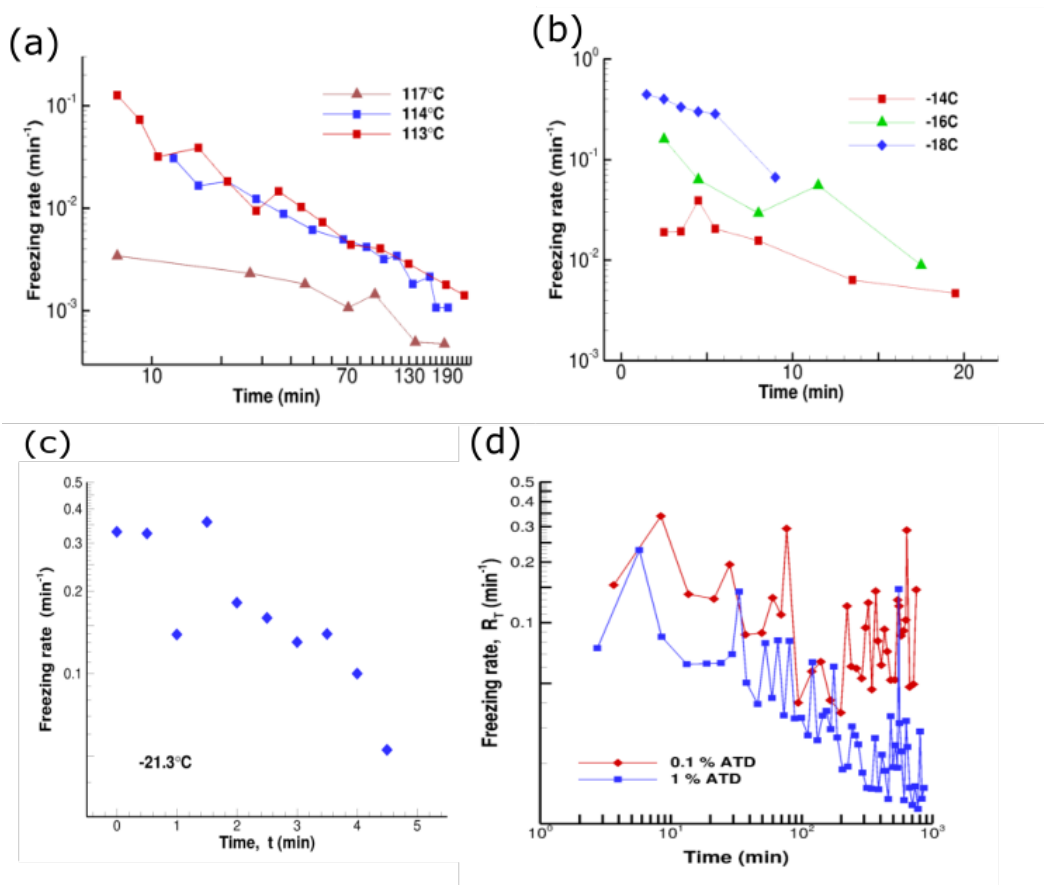 (a)
117°C
114°C
113°C
10⁻¹
10⁻²
10⁻³
Freezing rate (min⁻¹)
10 70 130 190
Time (min)
(b)
-14C
-16C
-18C
10⁰
10⁻¹
10⁻²
10⁻³
Freezing rate (min⁻¹)
0 10 20
Time (min)
(c)
0.5
0.4
0.3
0.2
0.1
Freezing rate (min⁻¹)
-21.3°C
0 1 2 3 4 5
Time, t (min)
(d)
0.5
0.4
0.3
0.2
0.1
Freezing rate, R_T (min⁻¹)
0.1 % ATD
1 % ATD
10⁰ 10¹ 10² 10³
Time (min)